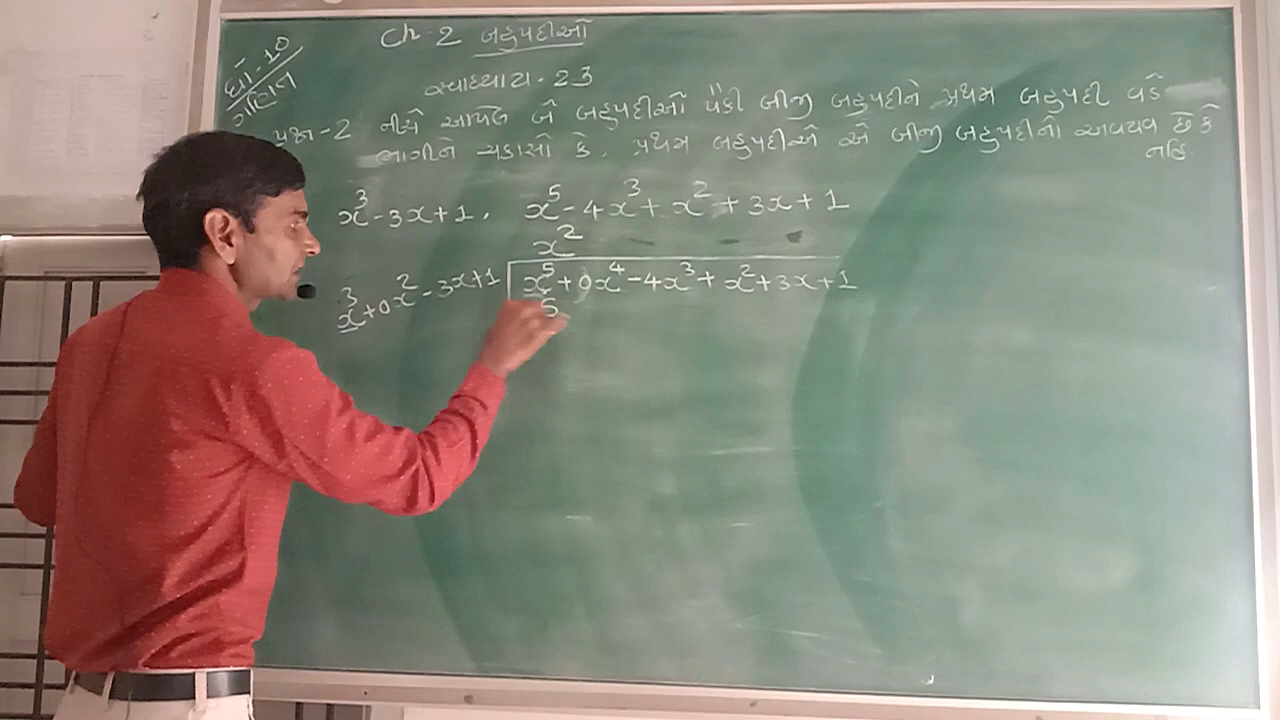 ધો-10
ગણિત
Ch-2 બહુપદીઓ
સ્વાધ્યાય-2.3
પ્રશ્ન-2 નીચે આપેલ બે બહુપદીઓ પૈકી બીજી બહુપદીને પ્રથમ બહુપદી વડે
ભાગીને ચકાસો કે, પ્રથમ બહુપદીએ એ બીજી બહુપદીનો અવયવ છે કે
નહિ.
x³-3x+1, x⁵-4x³+x²+3x+1
x²
x³+0x²-3x+1 x⁵+0x⁴-4x³+x²+3x+1
5